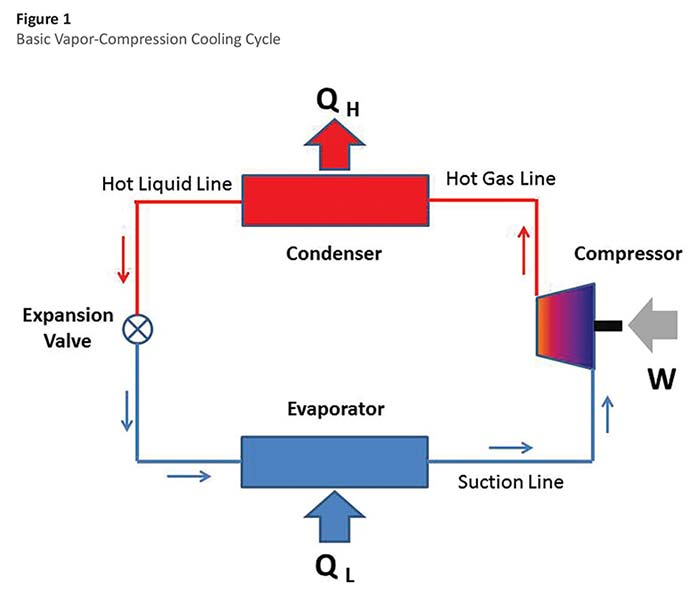 Figure 1
Basic Vapor-Compression Cooling Cycle
Q H
Hot Liquid Line
Hot Gas Line
Condenser
Compressor
Expansion
Valve
W
Evaporator
Suction Line
Q L